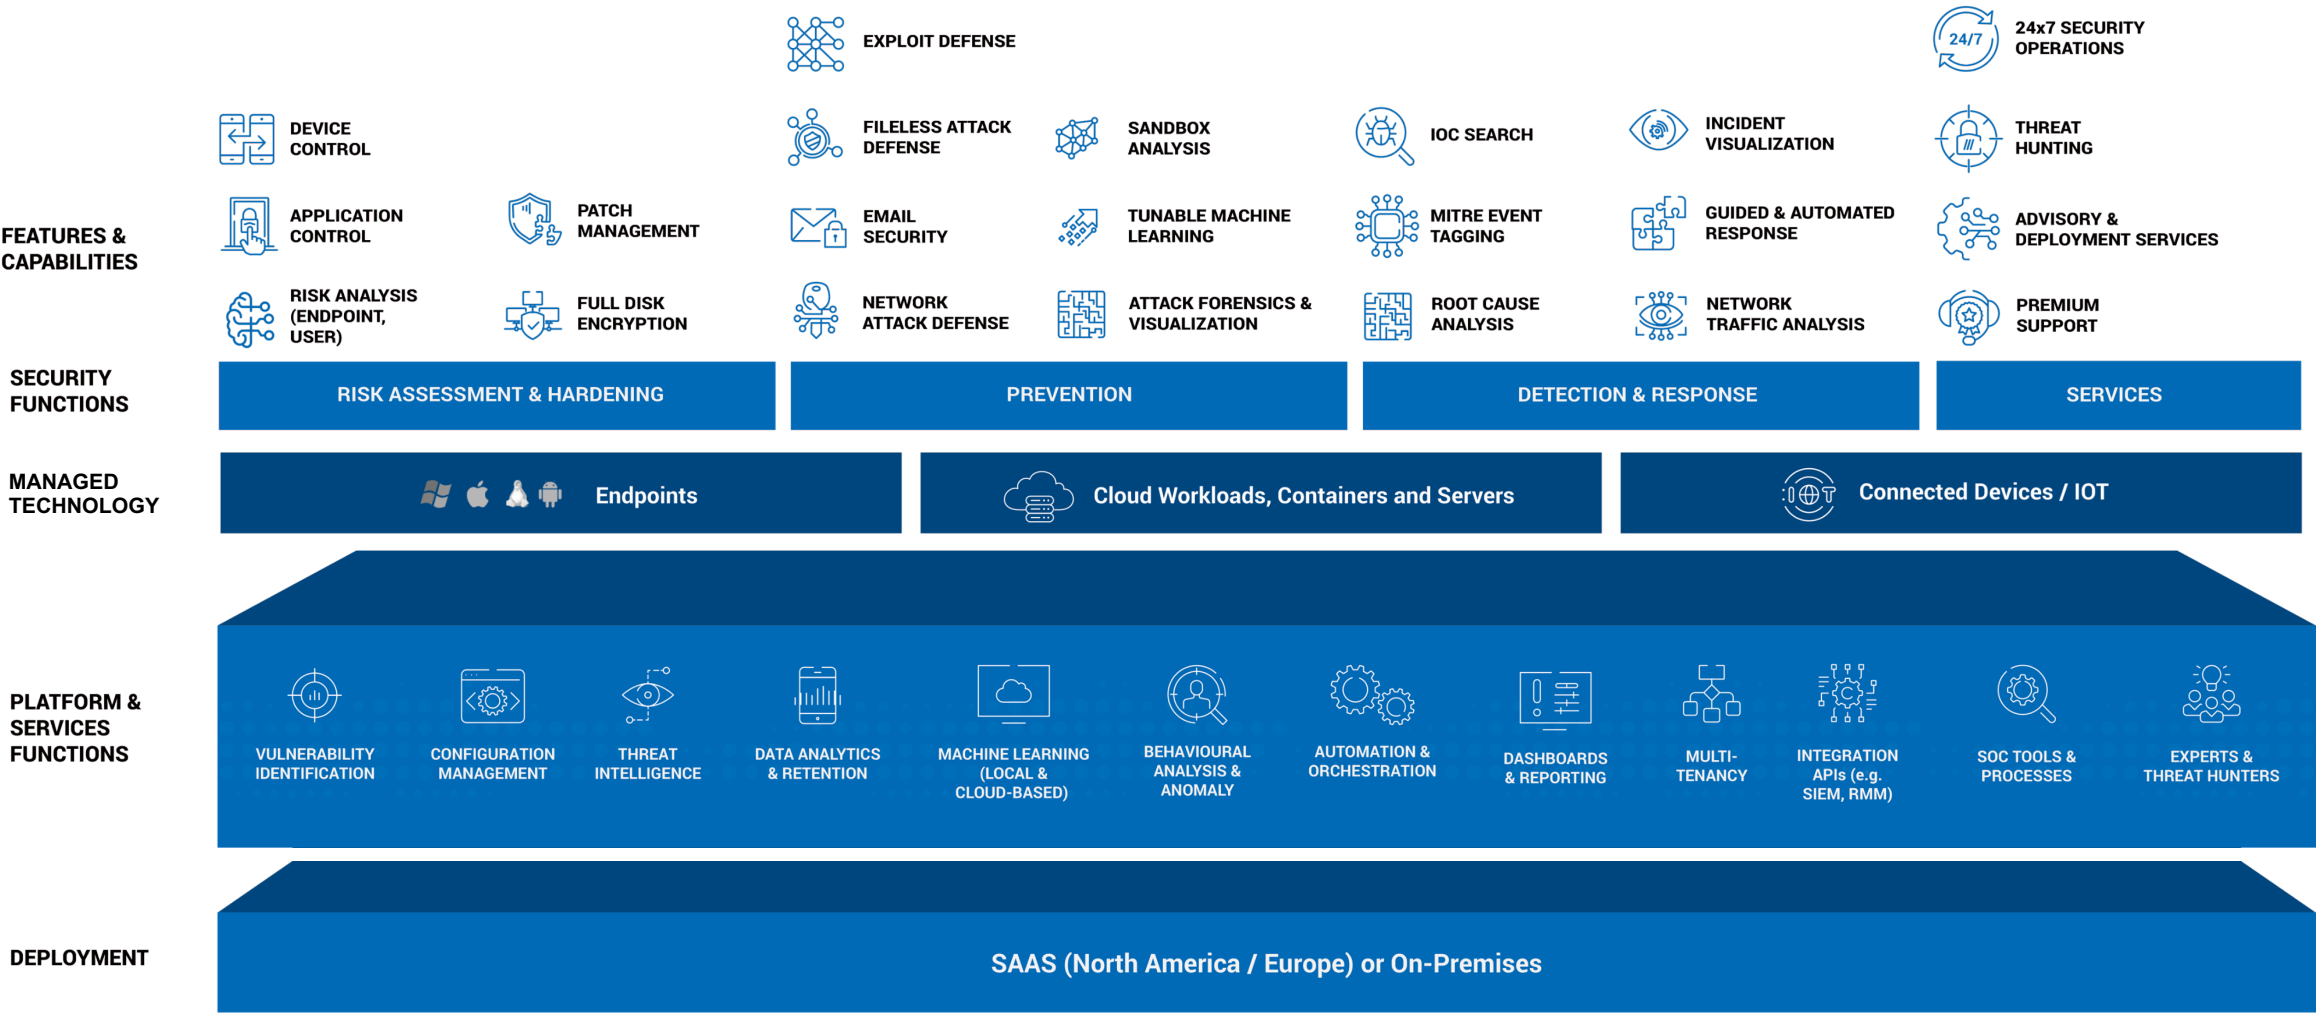 EXPLOIT DEFENSE
24/7
24x7 SECURITY
OPERATIONS
DEVICE
CONTROL
FILELESS ATTACK
DEFENSE
SANDBOX
ANALYSIS
IOC SEARCH
INCIDENT
VISUALIZATION
THREAT
HUNTING
FEATURES &
CAPABILITIES
APPLICATION
CONTROL
PATCH
MANAGEMENT
EMAIL
SECURITY
TUNABLE MACHINE
LEARNING
MITRE EVENT
TAGGING
GUIDED & AUTOMATED
RESPONSE
ADVISORY &
DEPLOYMENT SERVICES
RISK ANALYSIS
(ENDPOINT,
USER)
FULL DISK
ENCRYPTION
NETWORK
ATTACK DEFENSE
ATTACK FORENSICS &
VISUALIZATION
ROOT CAUSE
ANALYSIS
NETWORK
TRAFFIC ANALYSIS
PREMIUM
SUPPORT
SECURITY
FUNCTIONS
RISK ASSESSMENT & HARDENING
PREVENTION
DETECTION & RESPONSE
SERVICES
MANAGED
TECHNOLOGY
Endpoints
Cloud Workloads, Containers and Servers
IOT
Connected Devices / IOT
PLATFORM &
SERVICES
FUNCTIONS
VULNERABILITY
IDENTIFICATION
CONFIGURATION
MANAGEMENT
THREAT
INTELLIGENCE
DATA ANALYTICS
& RETENTION
MACHINE LEARNING
(LOCAL &
CLOUD-BASED)
BEHAVIOURAL
ANALYSIS &
ANOMALY
AUTOMATION &
ORCHESTRATION
DASHBOARDS
& REPORTING
MULTI-
TENANCY
C
INTEGRATION
APIs (e.g.
SIEM, RMM)
SOC TOOLS &
PROCESSES
EXPERTS &
THREAT HUNTERS
DEPLOYMENT
SAAS (North America / Europe) or On-Premises